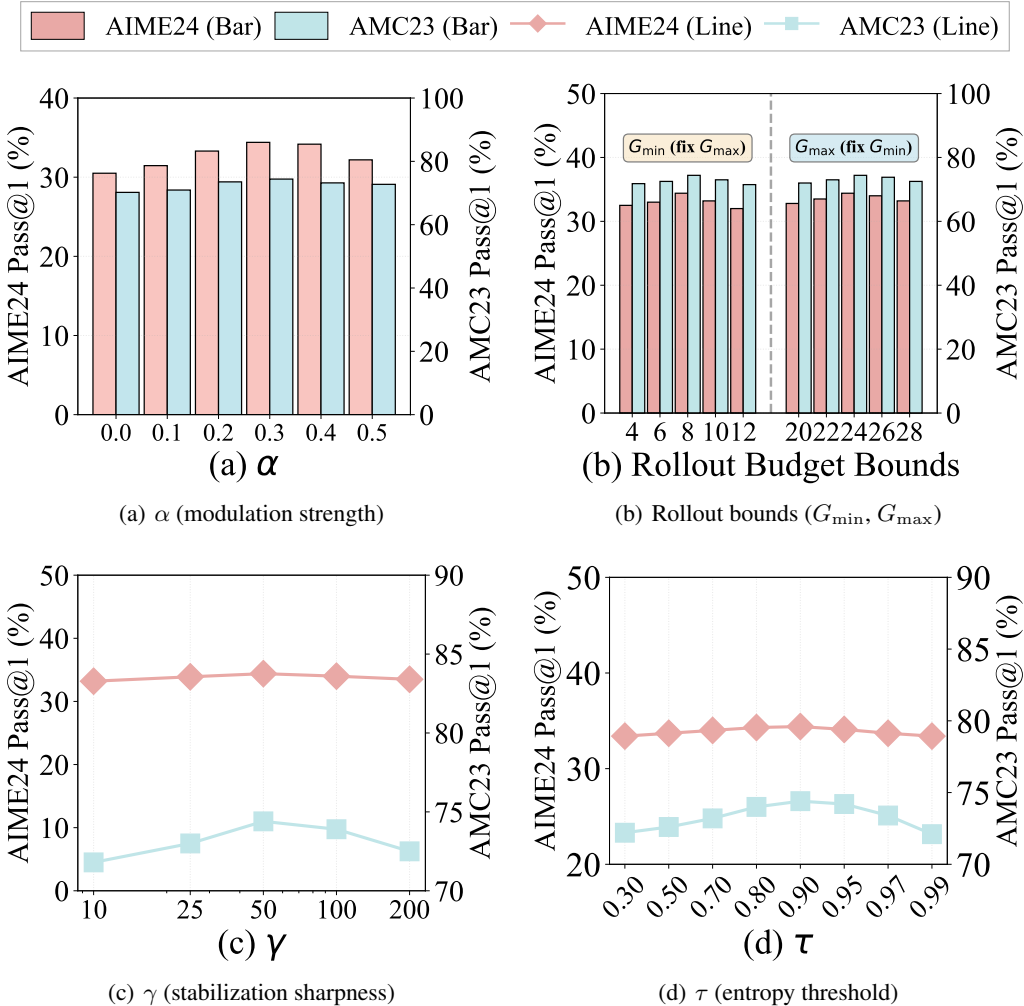 AIME24 (Bar) AMC23 (Bar) AIME24 (Line) AMC23 (Line)
AIME24 Pass@1 (%)
40
30
20
10
0
100
80
60
40
20
0
AMC23 Pass@1 (%)
0.0 0.1 0.2 0.3 0.4 0.5
(a) α
(a) α (modulation strength)
AIME24 Pass@1 (%)
50
40
30
20
10
0
G_min (fix G_max)
G_max (fix G_min)
100
80
60
40
20
0
AMC23 Pass@1 (%)
4 6 8 10 12 20 22 24 26 28
(b) Rollout Budget Bounds
(b) Rollout bounds (G_min, G_max)
AIME24 Pass@1 (%)
50
40
30
20
10
0
90
85
80
75
70
AMC23 Pass@1 (%)
10 25 50 100 200
(c) γ
(c) γ (stabilization sharpness)
AIME24 Pass@1 (%)
50
40
30
20
90
85
80
75
70
AMC23 Pass@1 (%)
0.30 0.50 0.70 0.80 0.90 0.95 0.97 0.99
(d) τ
(d) τ (entropy threshold)